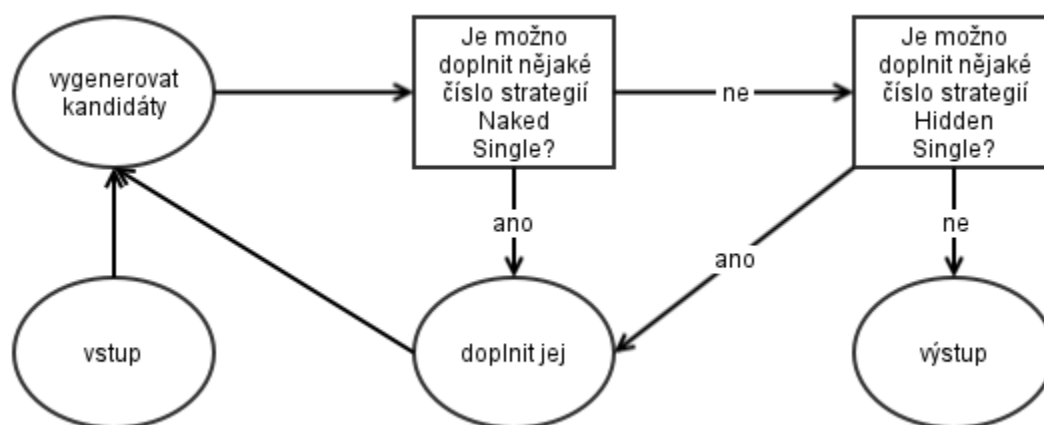 vygenerovat
kandidáty
Je možno
doplnit nějaké
číslo strategií
Naked
Single?
ne
Je možno
doplnit nějaké
číslo strategií
Hidden
Single?
ano
ano
ne
vstup
doplnit jej
výstup